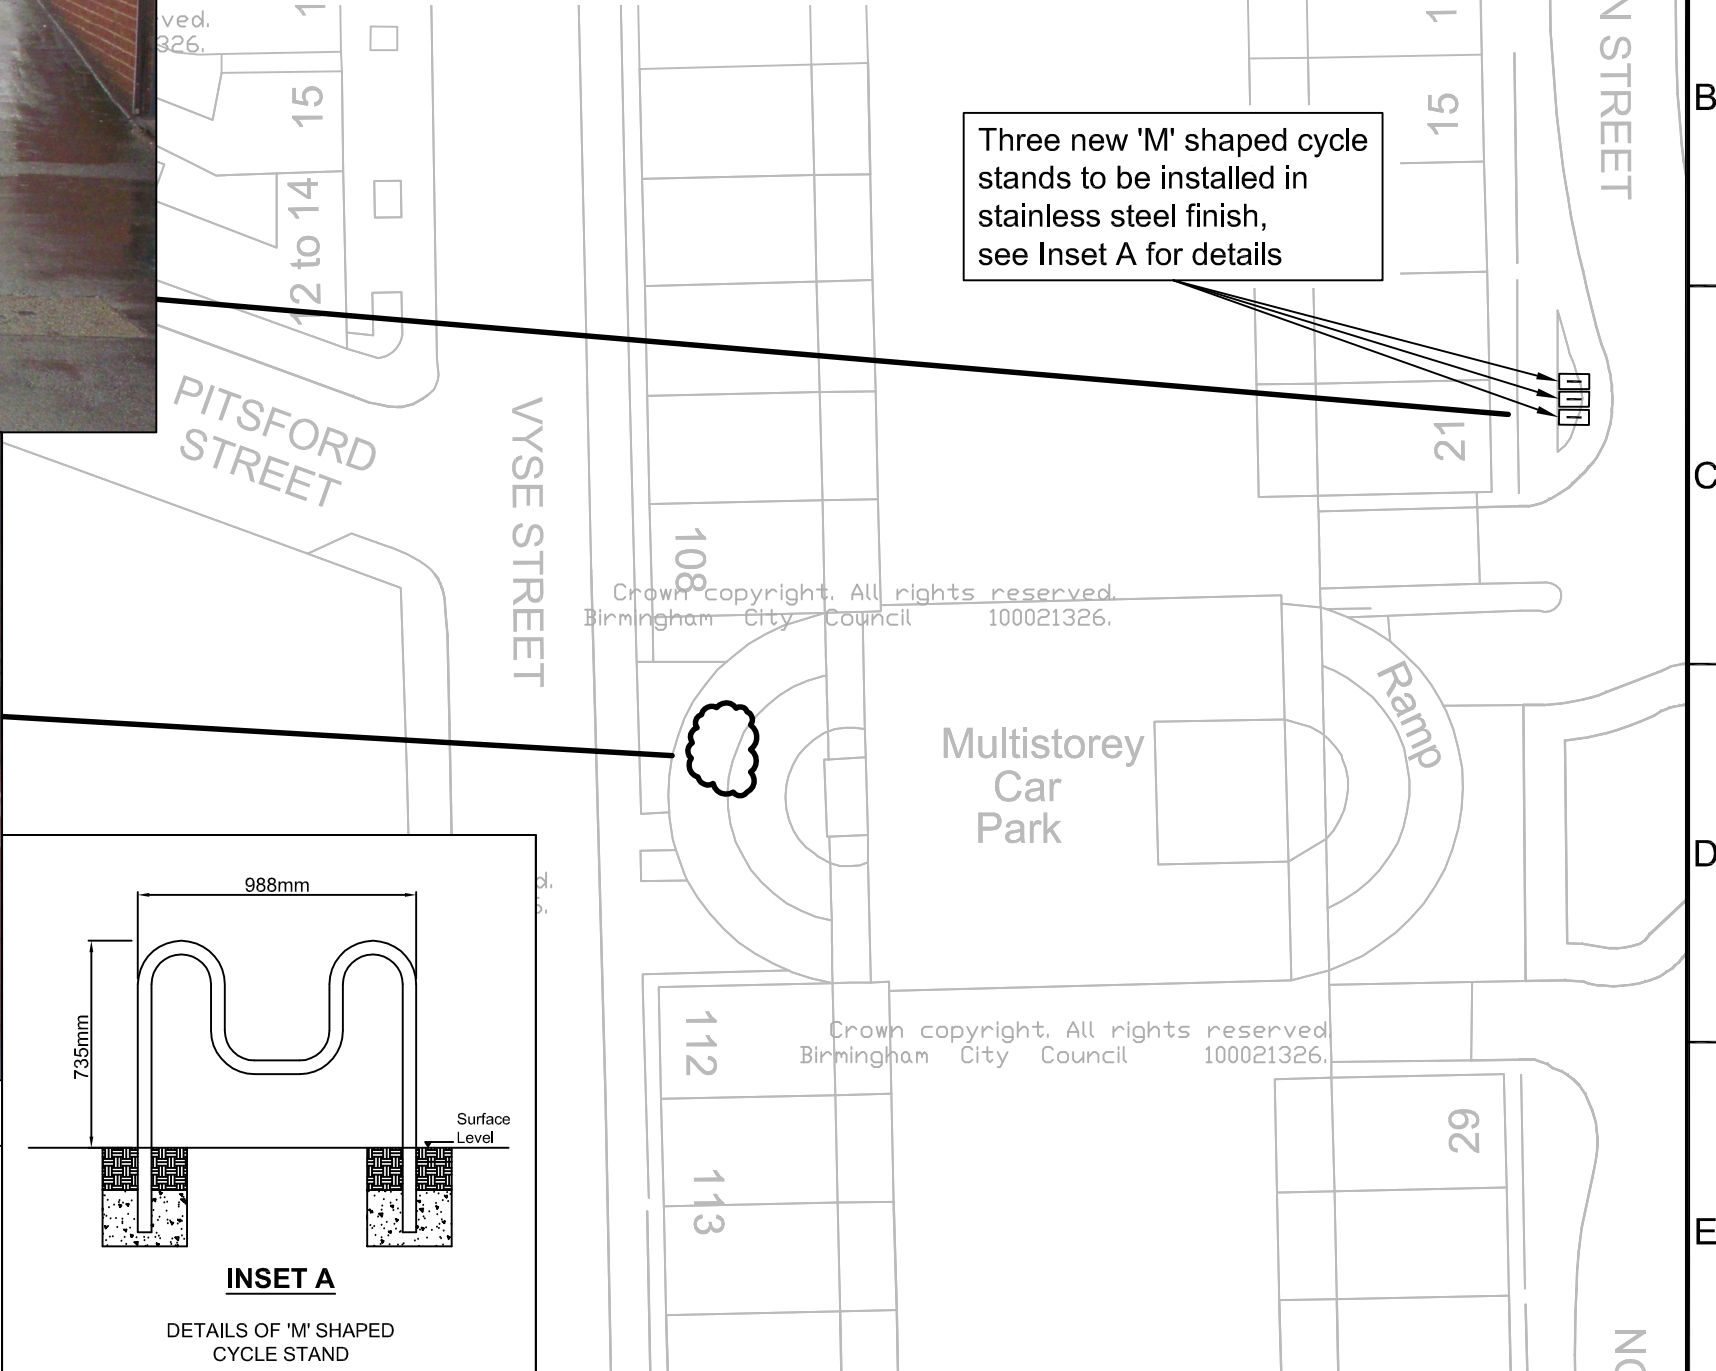 ved.
326.
15
12 to 14
PITSFORD
STREET
VYSE STREET
108
Three new 'M' shaped cycle
stands to be installed in
stainless steel finish,
see Inset A for details
15
21
STREET
B
C
D
E
Crown copyright. All rights reserved.
Birmingham City Council 100021326.
Multistorey
Car
Park
Ramp
112
113
Crown copyright. All rights reserved.
Birmingham City Council 100021326.
29
988mm
735mm
Surface
Level
INSET A
DETAILS OF 'M' SHAPED
CYCLE STAND